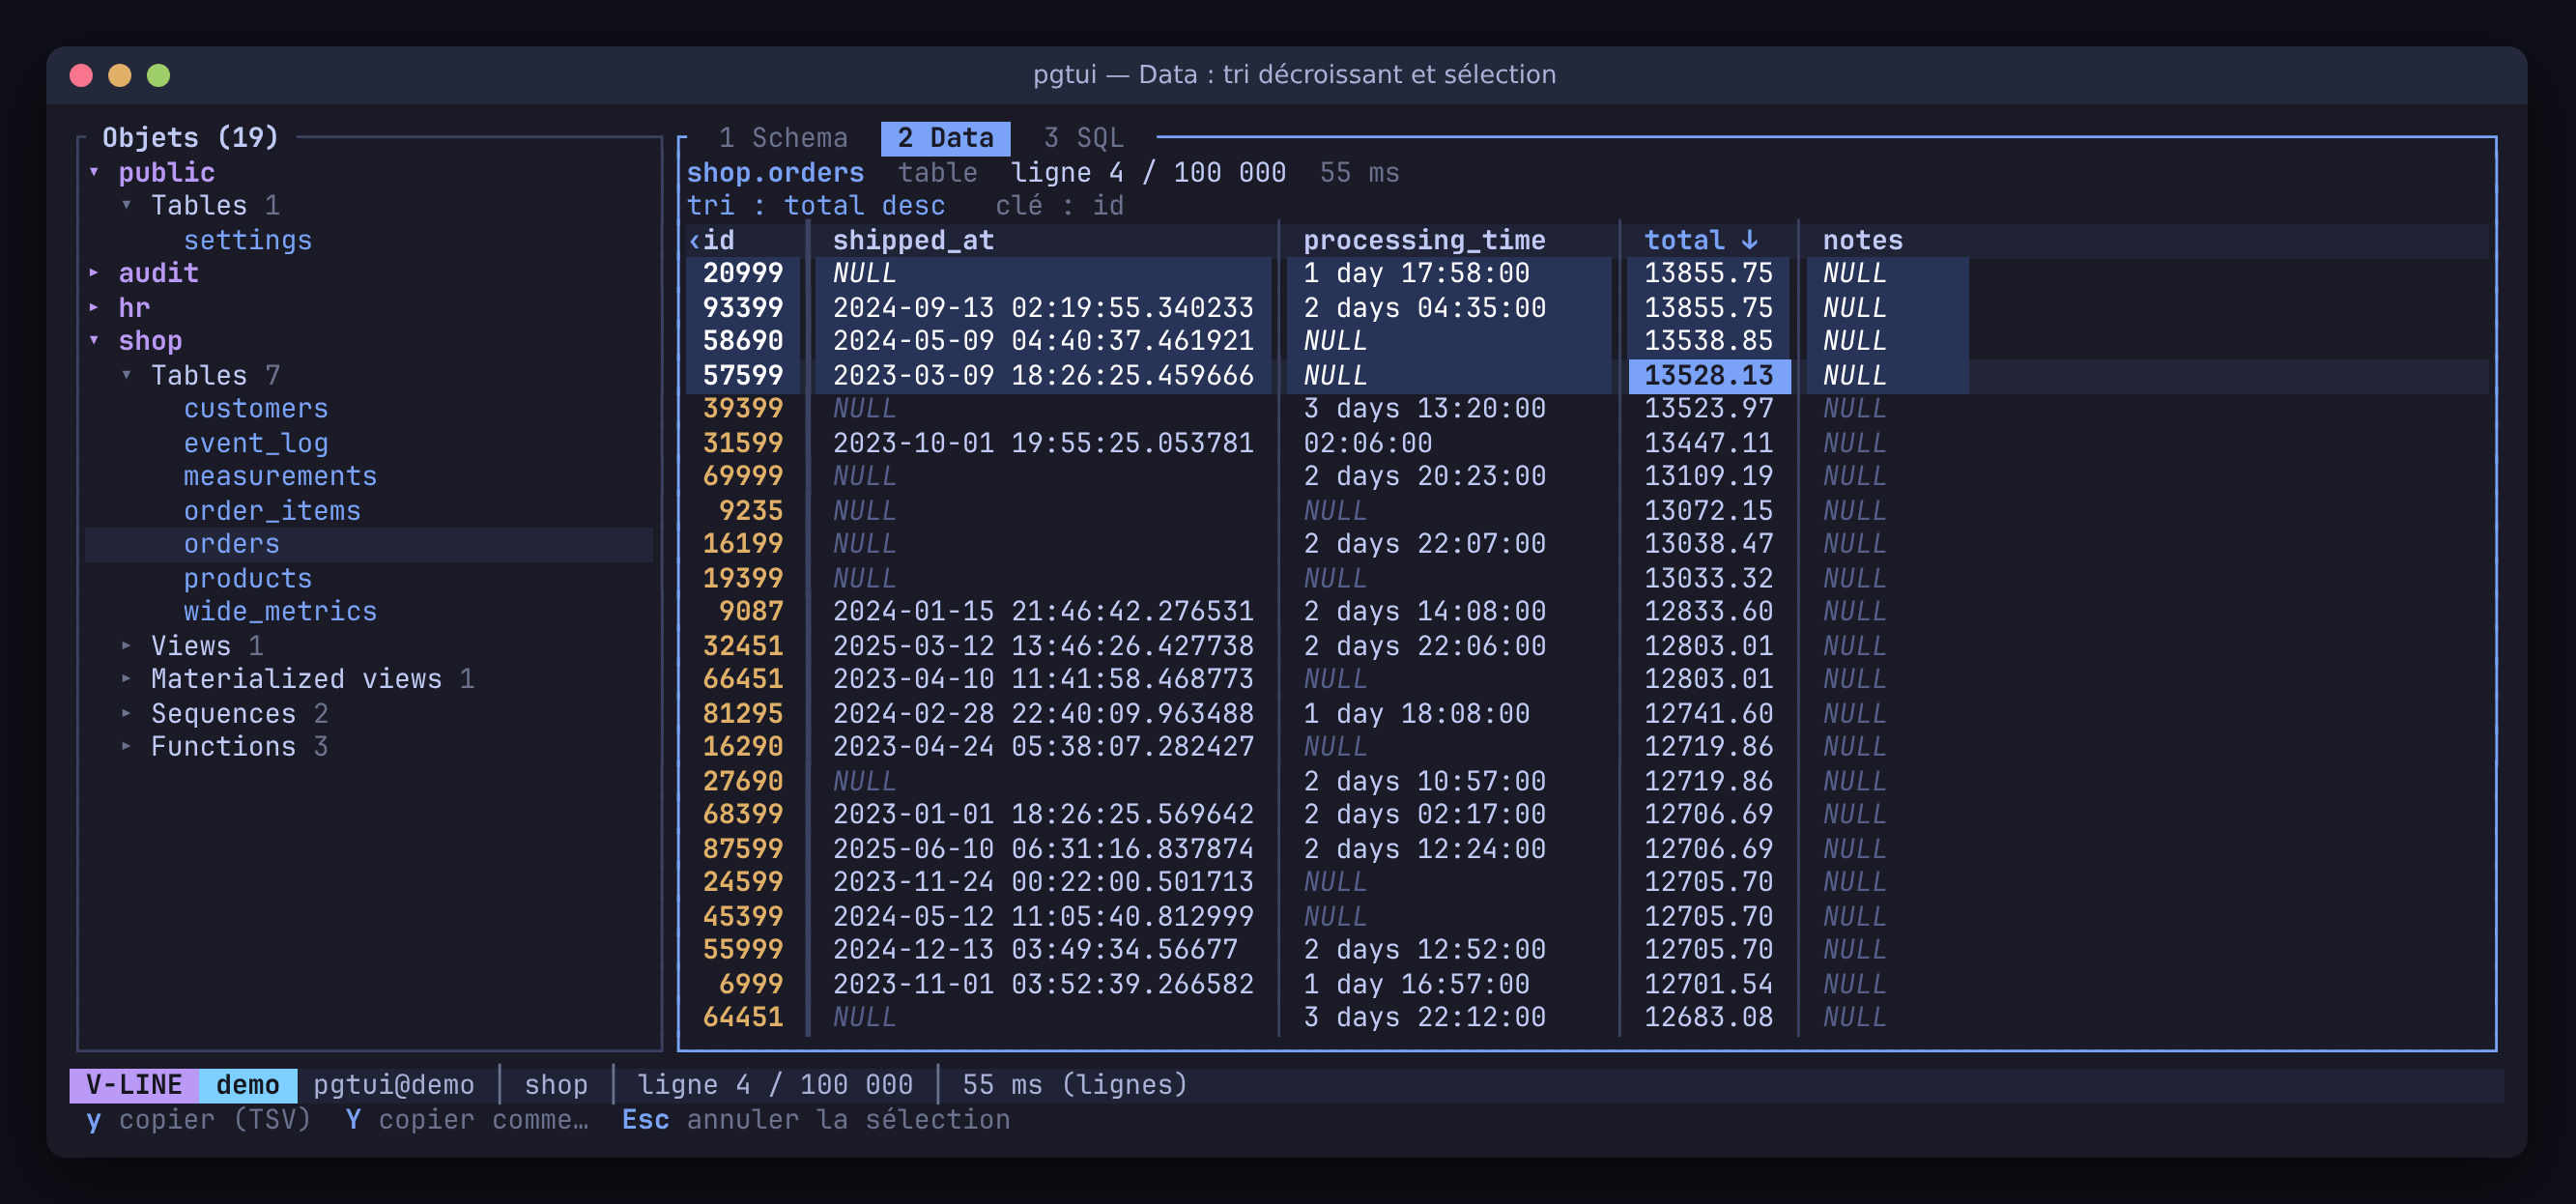 pgtui — Data : tri décroissant et sélection
Objets (19)
▾ public
▾ Tables 1
settings
▸ audit
▸ hr
▾ shop
▾ Tables 7
customers
event_log
measurements
order_items
orders
products
wide_metrics
▸ Views 1
▸ Materialized views 1
▸ Sequences 2
▸ Functions 3
1 Schema 2 Data 3 SQL
shop.orders table ligne 4 / 100 000 55 ms
tri : total desc clé : id
‹id shipped_at processing_time total ↓ notes
20999 NULL 1 day 17:58:00 13855.75 NULL
93399 2024-09-13 02:19:55.340233 2 days 04:35:00 13855.75 NULL
58690 2024-05-09 04:40:37.461921 NULL 13538.85 NULL
57599 2023-03-09 18:26:25.459666 NULL 13528.13 NULL
39399 NULL 3 days 13:20:00 13523.97 NULL
31599 2023-10-01 19:55:25.053781 02:06:00 13447.11 NULL
69999 NULL 2 days 20:23:00 13109.19 NULL
9235 NULL NULL 13072.15 NULL
16199 NULL 2 days 22:07:00 13038.47 NULL
19399 NULL NULL 13033.32 NULL
9087 2024-01-15 21:46:42.276531 2 days 14:08:00 12833.60 NULL
32451 2025-03-12 13:46:26.427738 2 days 22:06:00 12803.01 NULL
66451 2023-04-10 11:41:58.468773 NULL 12803.01 NULL
81295 2024-02-28 22:40:09.963488 1 day 18:08:00 12741.60 NULL
16290 2023-04-24 05:38:07.282427 NULL 12719.86 NULL
27690 NULL 2 days 10:57:00 12719.86 NULL
68399 2023-01-01 18:26:25.569642 2 days 02:17:00 12706.69 NULL
87599 2025-06-10 06:31:16.837874 2 days 12:24:00 12706.69 NULL
24599 2023-11-24 00:22:00.501713 NULL 12705.70 NULL
45399 2024-05-12 11:05:40.812999 NULL 12705.70 NULL
55999 2024-12-13 03:49:34.56677 2 days 12:52:00 12705.70 NULL
6999 2023-11-01 03:52:39.266582 1 day 16:57:00 12701.54 NULL
64451 NULL 3 days 22:12:00 12683.08 NULL
V-LINE demo pgtui@demo │ shop │ ligne 4 / 100 000 │ 55 ms (lignes)
y copier (TSV) Y copier comme… Esc annuler la sélection